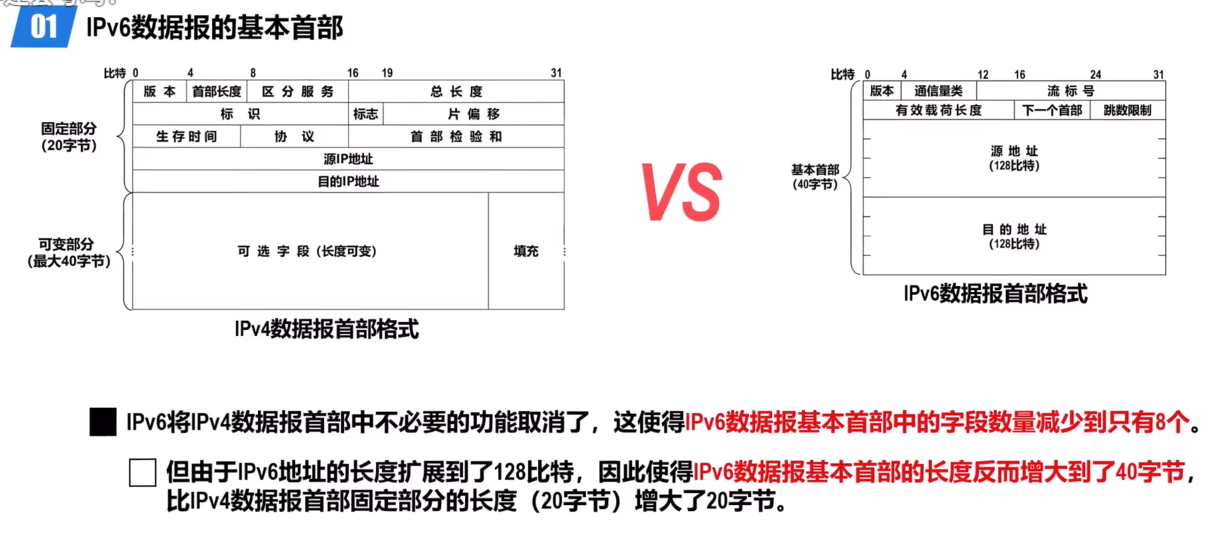 01 IPv6数据报的基本首部
比特 0 4 8 16 19 31
版本 首部长度 区分服务 总长度
标识 标志 片偏移
生存时间 协议 首部检验和
源IP地址
目的IP地址
固定部分
(20字节)
可选字段(长度可变) 填充
可变部分
(最大40字节)
IPv4数据报首部格式
VS
比特 0 4 12 16 24 31
版本 通信量类 流标号
有效载荷长度 下一个首部 跳数限制
源地址
(128比特)
目的地址
(128比特)
基本首部
(40字节)
IPv6数据报首部格式
IPv6将IPv4数据报首部中不必要的功能取消了，这使得IPv6数据报基本首部中的字段数量减少到只有8个。
但由于IPv6地址的长度扩展到了128比特，因此使得IPv6数据报基本首部的长度反而增大到了40字节，
比IPv4数据报首部固定部分的长度（20字节）增大了20字节。